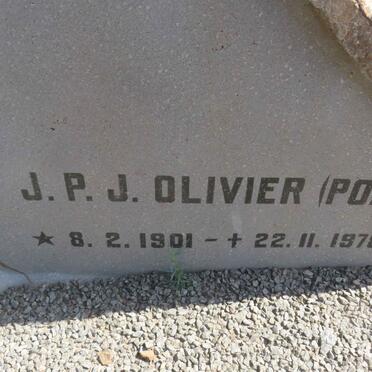 J. P. J. OLIVIER (PO
★ 8. 2. 1901 – ✝ 22. 11. 197